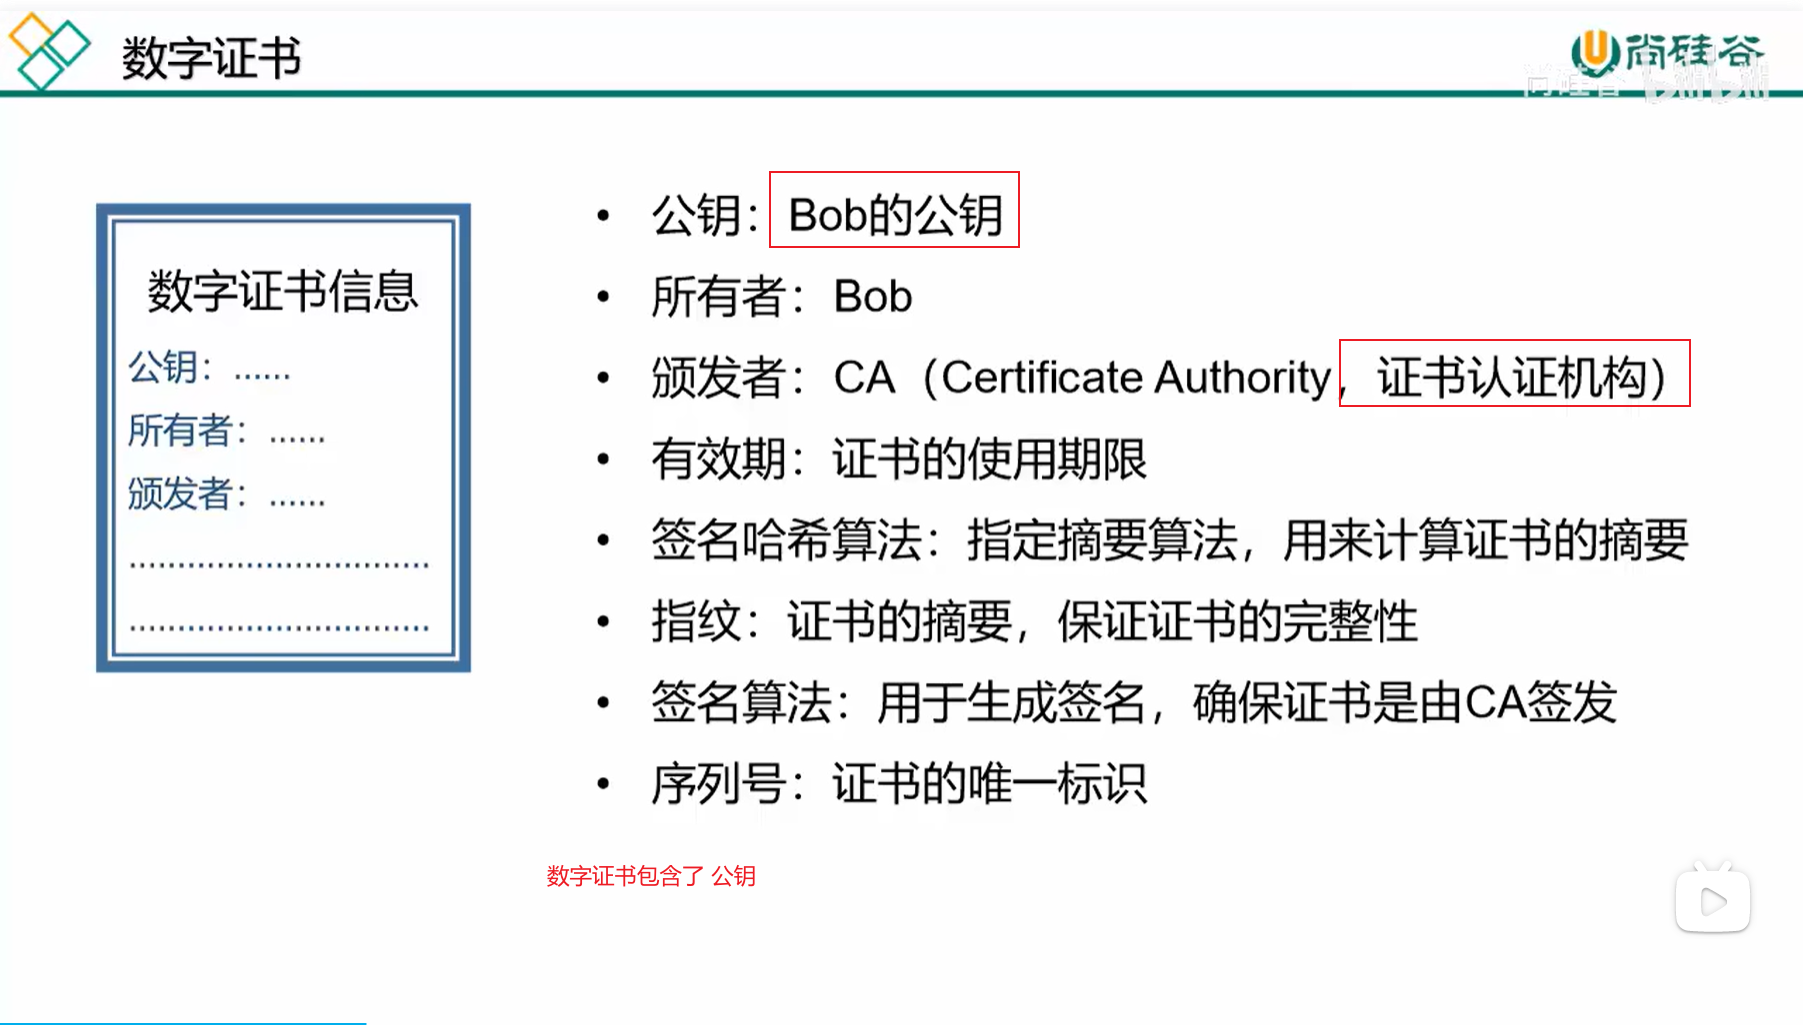 数字证书
尚硅谷
尚硅谷 bilibili
数字证书信息
公钥：......
所有者：......
颁发者：......
• 公钥：Bob的公钥
• 所有者：Bob
• 颁发者：CA（Certificate Authority，证书认证机构）
• 有效期：证书的使用期限
• 签名哈希算法：指定摘要算法，用来计算证书的摘要
• 指纹：证书的摘要，保证证书的完整性
• 签名算法：用于生成签名，确保证书是由CA签发
• 序列号：证书的唯一标识
数字证书包含了 公钥